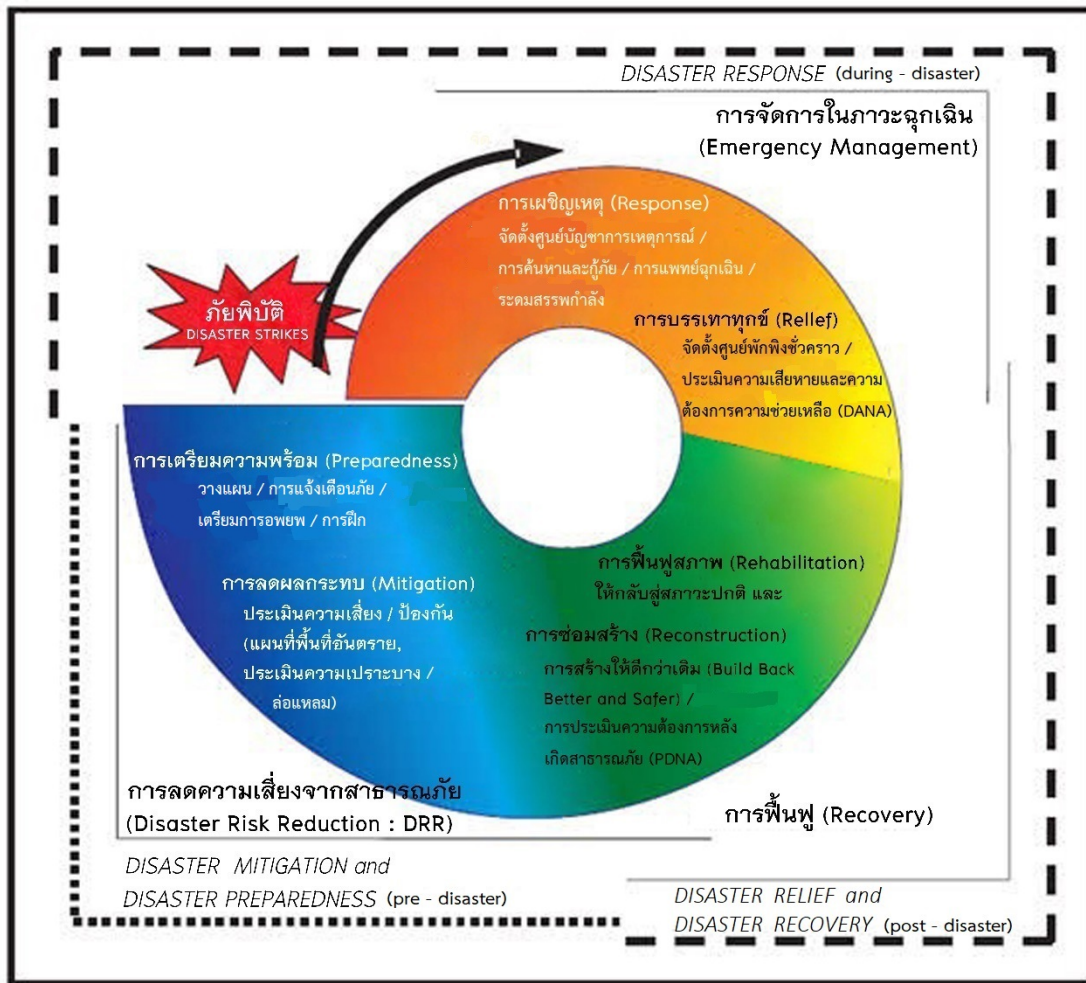 DISASTER RESPONSE (during - disaster)
การจัดการในภาวะฉุกเฉิน
(Emergency Management)
การเผชิญเหตุ (Response)
จัดตั้งศูนย์บัญชาการเหตุการณ์ /
การค้นหาและกู้ภัย / การแพทย์ฉุกเฉิน /
ระดมสรรพกำลัง
ภัยพิบัติ
DISASTER STRIKES
การบรรเทาทุกข์ (Rellef)
จัดตั้งศูนย์พักพิงชั่วคราว /
ประเมินความเสียหายและความ
ต้องการความช่วยเหลือ (DANA)
การเตรียมความพร้อม (Preparedness)
วางแผน / การแจ้งเตือนภัย /
เตรียมการอพยพ / การฝึก
การลดผลกระทบ (Mitigation)
ประเมินความเสี่ยง / ป้องกัน
(แผนที่พื้นที่อันตราย,
ประเมินความเปราะบาง /
ล่อแหลม)
การฟื้นฟูสภาพ (Rehabilitation)
ให้กลับสู่สภาวะปกติ และ
การซ่อมสร้าง (Reconstruction)
การสร้างให้ดีกว่าเดิม (Build Back
Better and Safer) /
การประเมินความต้องการหลัง
เกิดสาธารณภัย (PDNA)
การลดความเสี่ยงจากสาธารณภัย
(Disaster Risk Reduction : DRR)
การฟื้นฟู (Recovery)
DISASTER MITIGATION and
DISASTER PREPAREDNESS (pre - disaster)
DISASTER RELIEF and
DISASTER RECOVERY (post - disaster)